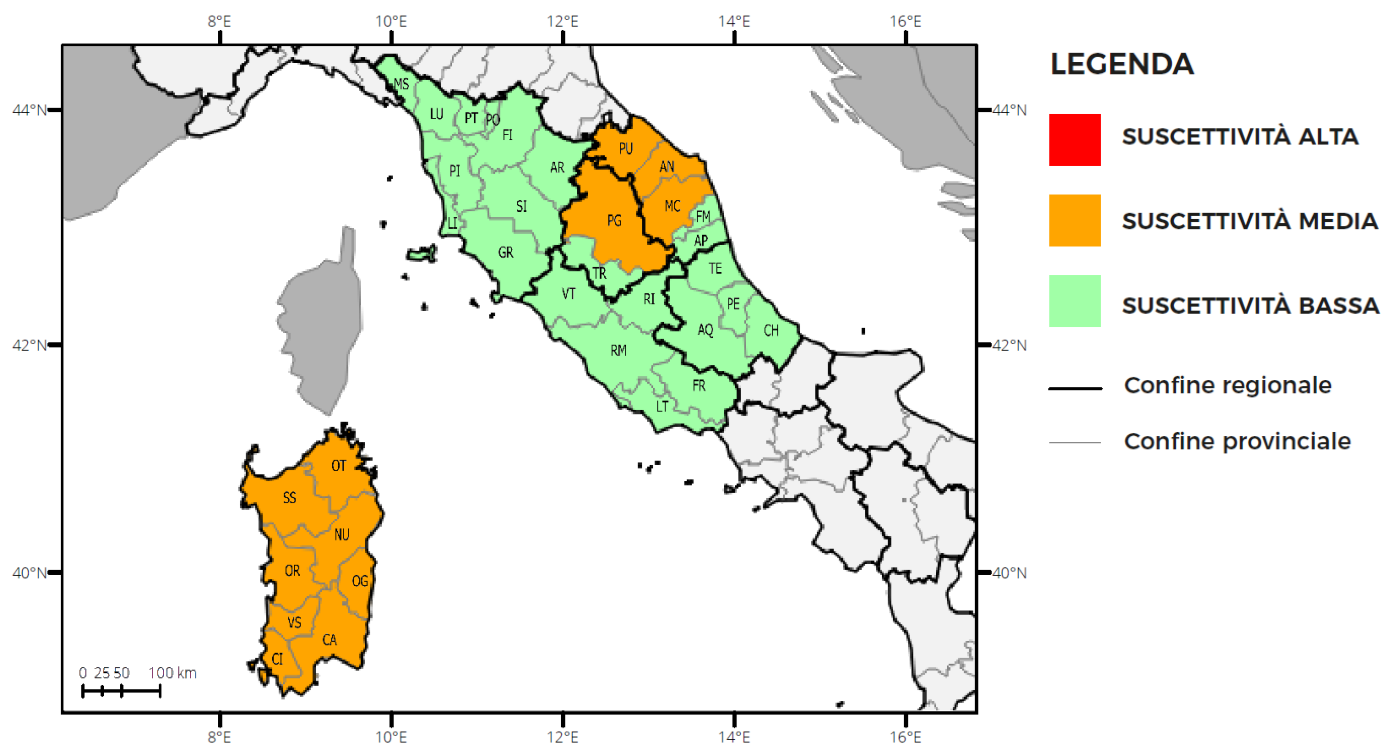 8°E 10°E 12°E 14°E 16°E
LEGENDA
44°N 44°N
SUSCETTIVITÀ ALTA
SUSCETTIVITÀ MEDIA
SUSCETTIVITÀ BASSA
Confine regionale
Confine provinciale
MS
LU PT PO
FI
PU
PI AR AN
SI MC
LI PG FM
GR AP
TR TE
VT RI PE
AQ CH
42°N 42°N
RM
FR
LT
OT
SS
NU
40°N 40°N
OR OG
VS
CA
CI
0 25 50 100 km
8°E 10°E 12°E 14°E 16°E